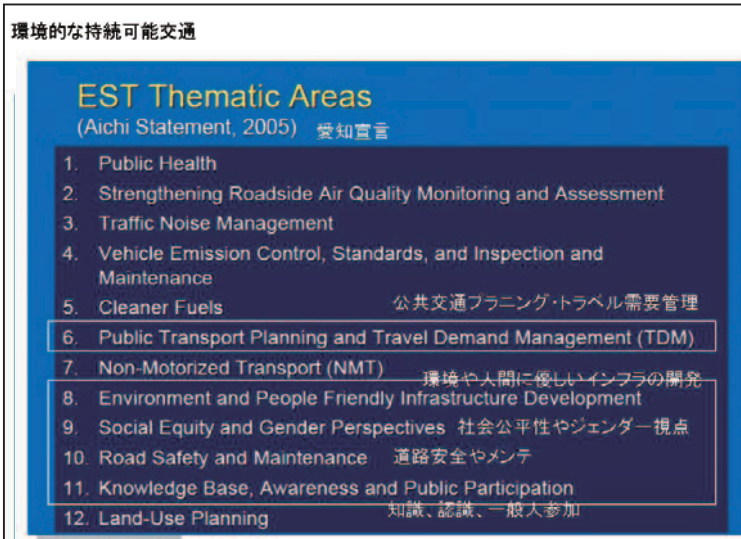 環境的な持続可能交通
EST Thematic Areas
(Aichi Statement, 2005) 愛知宣言
1. Public Health
2. Strengthening Roadside Air Quality Monitoring and Assessment
3. Traffic Noise Management
4. Vehicle Emission Control, Standards, and Inspection and
Maintenance
5. Cleaner Fuels
公共交通プラニング・トラベル需要管理
6. Public Transport Planning and Travel Demand Management (TDM)
7. Non-Motorized Transport (NMT)
環境や人間に優しいインフラの開発
8. Environment and People Friendly Infrastructure Development
9. Social Equity and Gender Perspectives 社会公平性やジェンダー視点
10. Road Safety and Maintenance 道路安全やメンテ
11. Knowledge Base, Awareness and Public Participation
知識、認識、一般人参加
12. Land-Use Planning